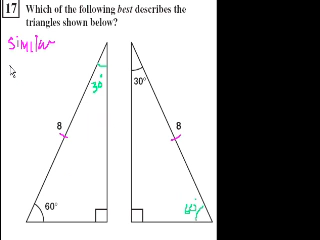 17 Which of the following best describes the
triangles shown below?
similar
30°
30°
8
8
60°
60°